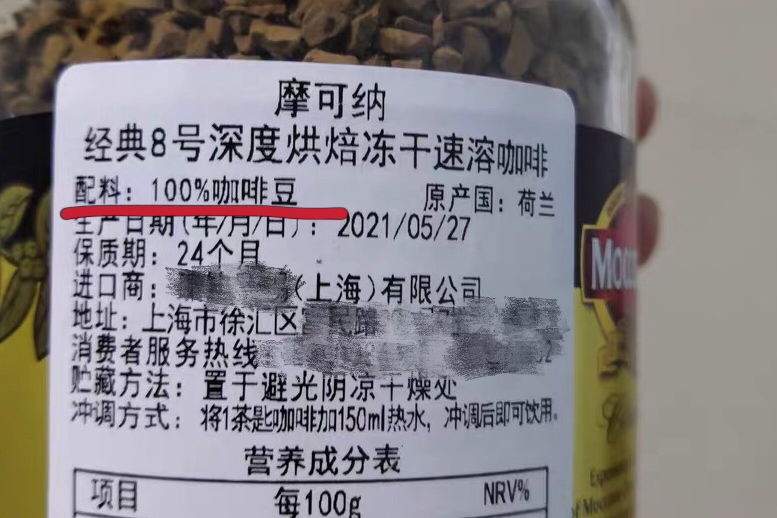 摩可纳
经典8号深度烘焙冻干速溶咖啡
配料：100%咖啡豆 原产国：荷兰
生产日期(年/月/日)：2021/05/27
保质期：24个月
进口商： (上海)有限公司
地址：上海市徐汇区
消费者服务热线
贮藏方法：置于避光阴凉干燥处
冲调方式：将1茶匙咖啡加150ml热水，冲调后即可饮用。
营养成分表
项目 每100g NRV%